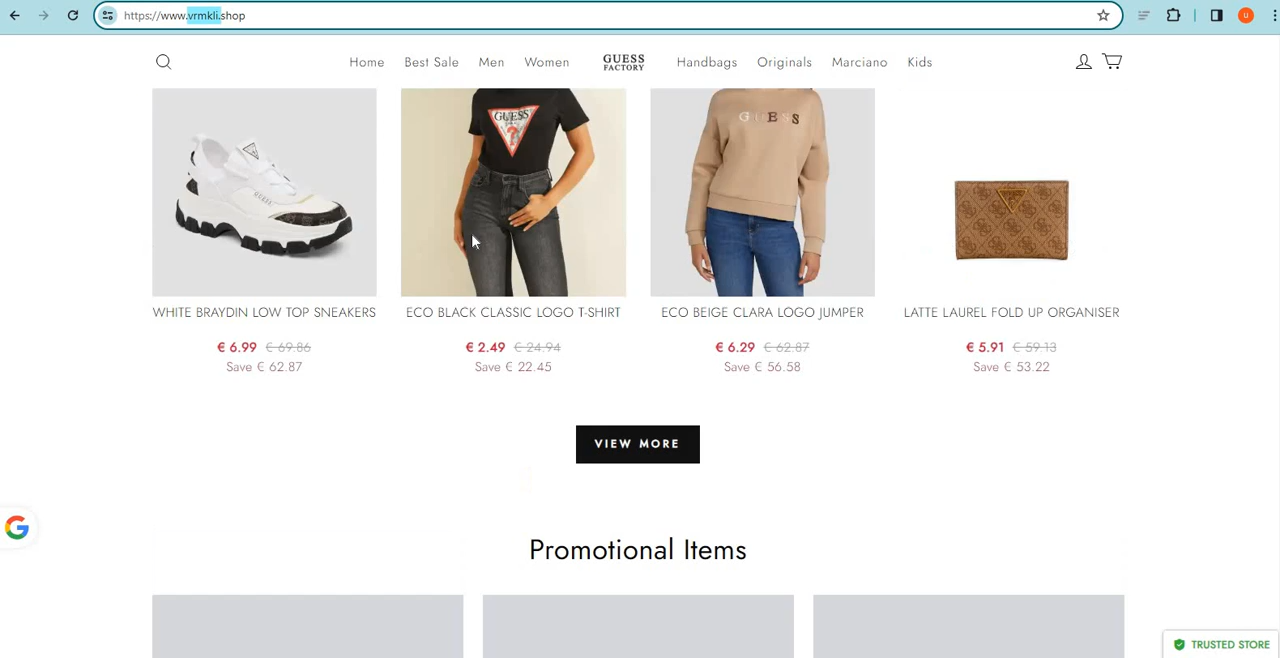 https://www.vrmkli.shop
u
Home Best Sale Men Women GUESS FACTORY Handbags Originals Marciano Kids
GUESS
GUESS
?
GUESS
WHITE BRAYDIN LOW TOP SNEAKERS ECO BLACK CLASSIC LOGO T-SHIRT ECO BEIGE CLARA LOGO JUMPER LATTE LAUREL FOLD UP ORGANISER
€ 6.99 € 69.86 € 2.49 € 24.94 € 6.29 € 62.87 € 5.91 € 59.13
Save € 62.87 Save € 22.45 Save € 56.58 Save € 53.22
VIEW MORE
G
Promotional Items
TRUSTED STORE